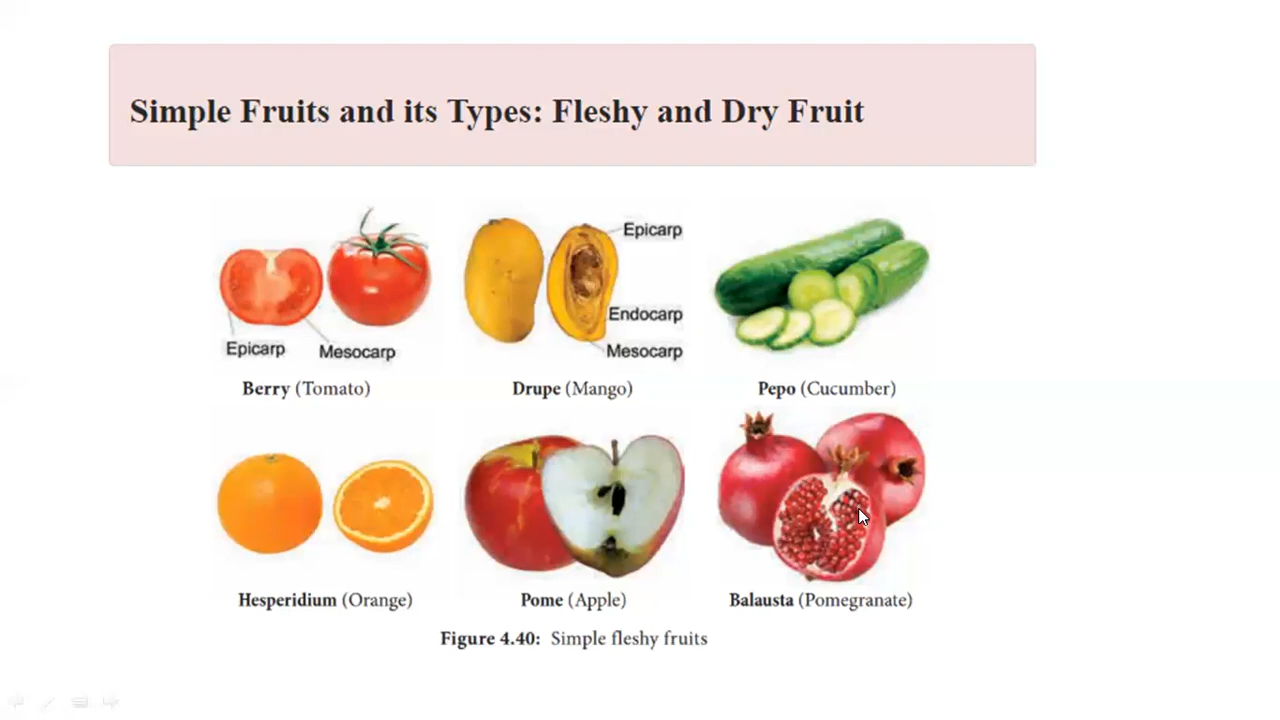 Simple Fruits and its Types: Fleshy and Dry Fruit
Epicarp
Mesocarp
Berry (Tomato)
Epicarp
Endocarp
Mesocarp
Drupe (Mango)
Pepo (Cucumber)
Hesperidium (Orange)
Pome (Apple)
Balausta (Pomegranate)
Figure 4.40: Simple fleshy fruits